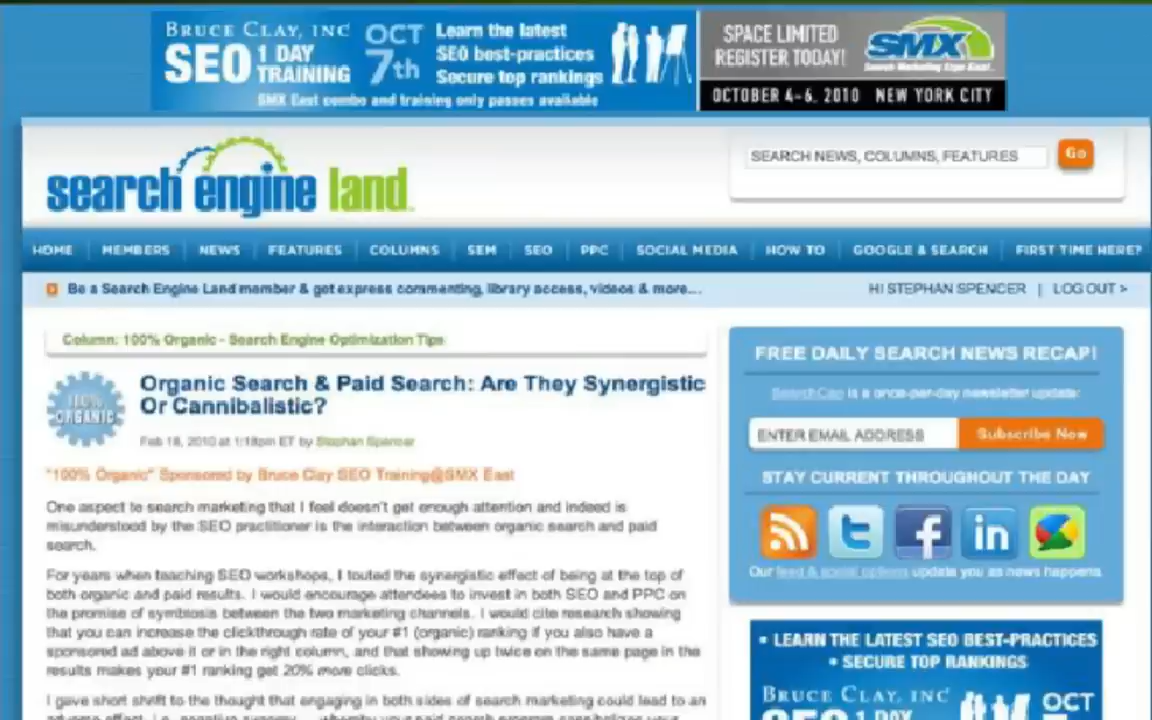 BRUCE CLAY, INC
SEO 1 DAY TRAINING
OCT 7th
Learn the latest
SEO best-practices
Secure top rankings
SMX East combo and training only passes available
SPACE LIMITED
REGISTER TODAY!
SMX
Search Marketing Expo East
OCTOBER 4-6, 2010 NEW YORK CITY
search engine land
SEARCH NEWS, COLUMNS, FEATURES
Go
HOME MEMBERS NEWS FEATURES COLUMNS SEM SEO PPC SOCIAL MEDIA HOW TO GOOGLE & SEARCH FIRST TIME HERE?
Be a Search Engine Land member & get express commenting, library access, videos & more...
HI STEPHAN SPENCER | LOG OUT >
Column: 100% Organic - Search Engine Optimization Tips
100% ORGANIC
Organic Search & Paid Search: Are They Synergistic
Or Cannibalistic?
Feb 18, 2010 at 1:18pm ET by Stephan Spencer
"100% Organic" Sponsored by Bruce Clay SEO Training@SMX East
One aspect to search marketing that I feel doesn't get enough attention and indeed is
misunderstood by the SEO practitioner is the interaction between organic search and paid
search.
For years when teaching SEO workshops, I touted the synergistic effect of being at the top of
both organic and paid results. I would encourage attendees to invest in both SEO and PPC on
the promise of symbiosis between the two marketing channels. I would cite research showing
that you can increase the clickthrough rate of your #1 (organic) ranking if you also have a
sponsored ad above it or in the right column, and that showing up twice on the same page in the
results makes your #1 ranking get 20% more clicks.
I gave short shrift to the thought that engaging in both sides of search marketing could lead to an
FREE DAILY SEARCH NEWS RECAP!
SearchCap is a once-per-day newsletter update:
ENTER EMAIL ADDRESS
Subscribe Now
STAY CURRENT THROUGHOUT THE DAY
Our feed & social options update you as news happens
• LEARN THE LATEST SEO BEST-PRACTICES
• SECURE TOP RANKINGS
BRUCE CLAY, INC
OCT